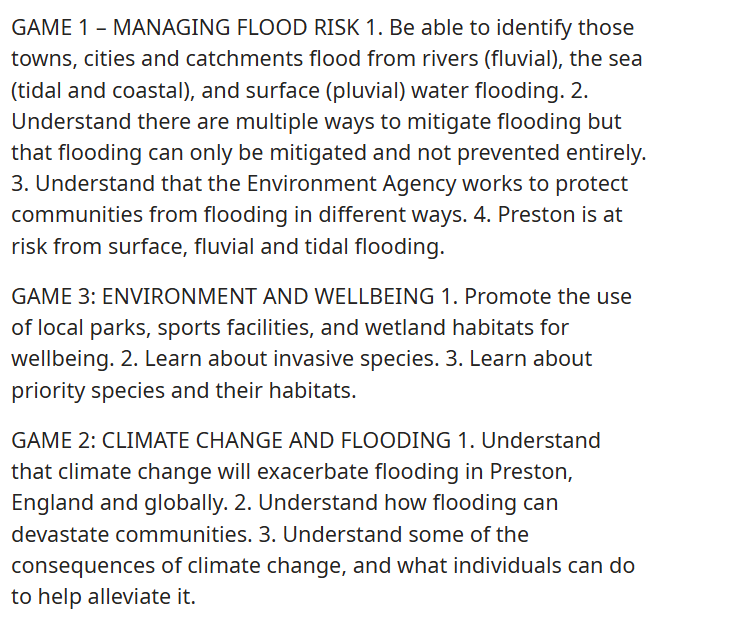 GAME 1 – MANAGING FLOOD RISK 1. Be able to identify those
towns, cities and catchments flood from rivers (fluvial), the sea
(tidal and coastal), and surface (pluvial) water flooding. 2.
Understand there are multiple ways to mitigate flooding but
that flooding can only be mitigated and not prevented entirely.
3. Understand that the Environment Agency works to protect
communities from flooding in different ways. 4. Preston is at
risk from surface, fluvial and tidal flooding.
GAME 3: ENVIRONMENT AND WELLBEING 1. Promote the use
of local parks, sports facilities, and wetland habitats for
wellbeing. 2. Learn about invasive species. 3. Learn about
priority species and their habitats.
GAME 2: CLIMATE CHANGE AND FLOODING 1. Understand
that climate change will exacerbate flooding in Preston,
England and globally. 2. Understand how flooding can
devastate communities. 3. Understand some of the
consequences of climate change, and what individuals can do
to help alleviate it.